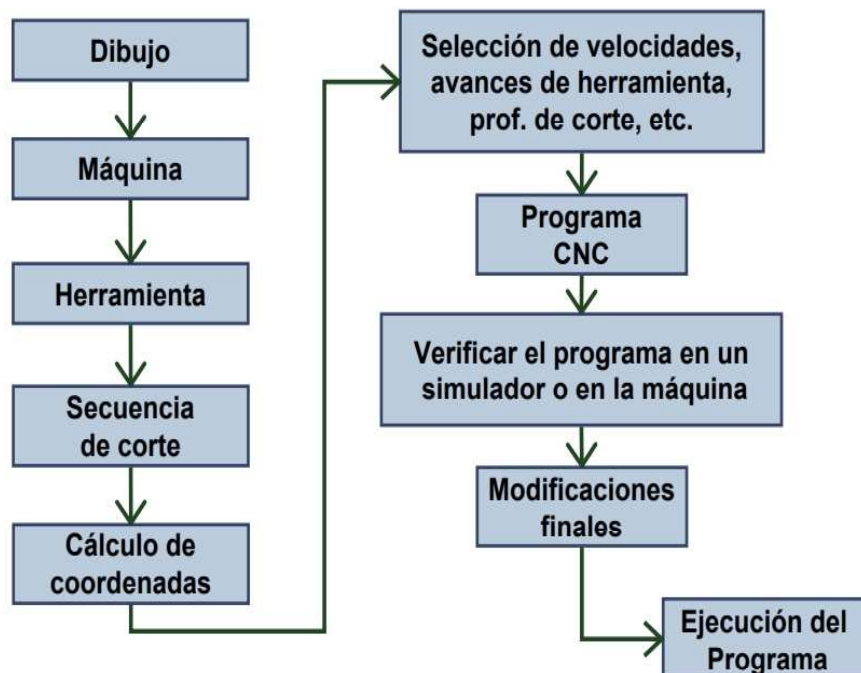 Dibujo
Máquina
Herramienta
Secuencia
de corte
Cálculo de
coordenadas
Selección de velocidades,
avances de herramienta,
prof. de corte, etc.
Programa
CNC
Verificar el programa en un
simulador o en la máquina
Modificaciones
finales
Ejecución del
Programa